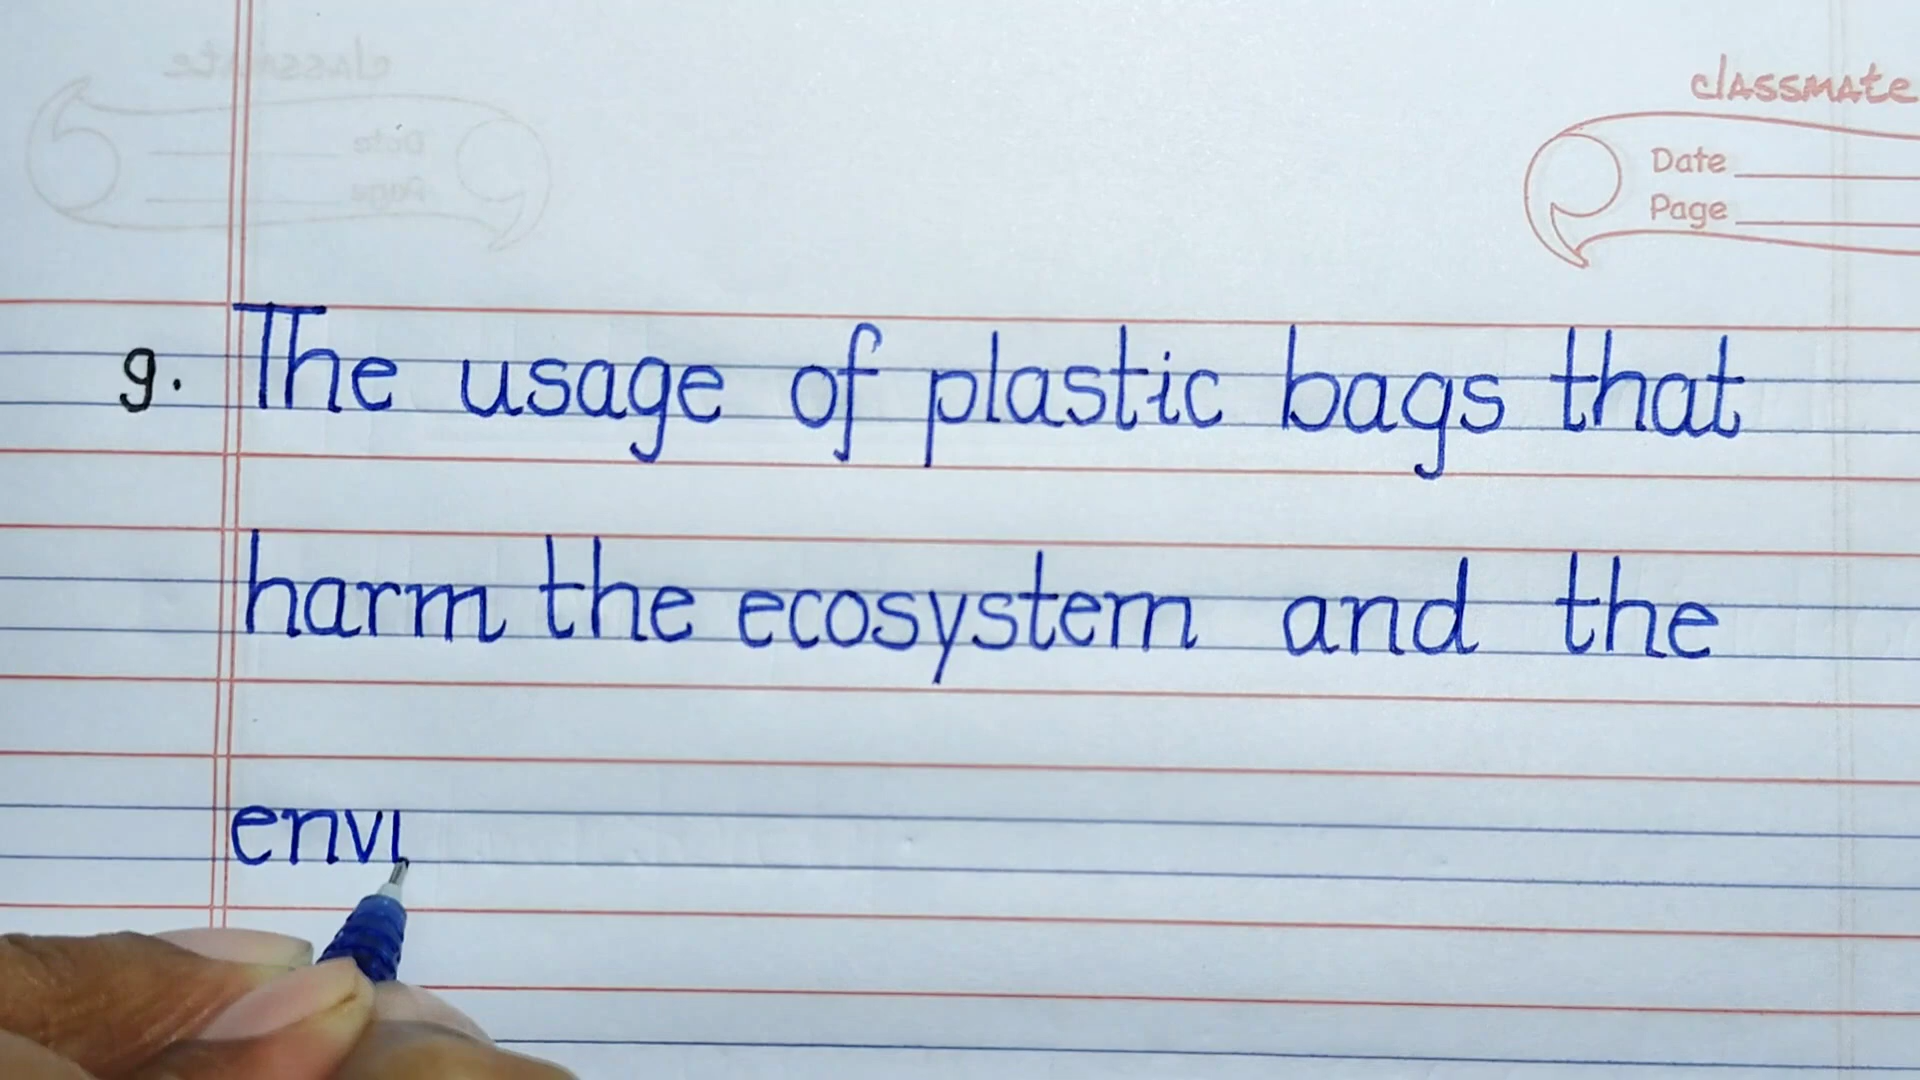 classmate
Date
Page
9. The usage of plastic bags that
harm the ecosystem and the
envi